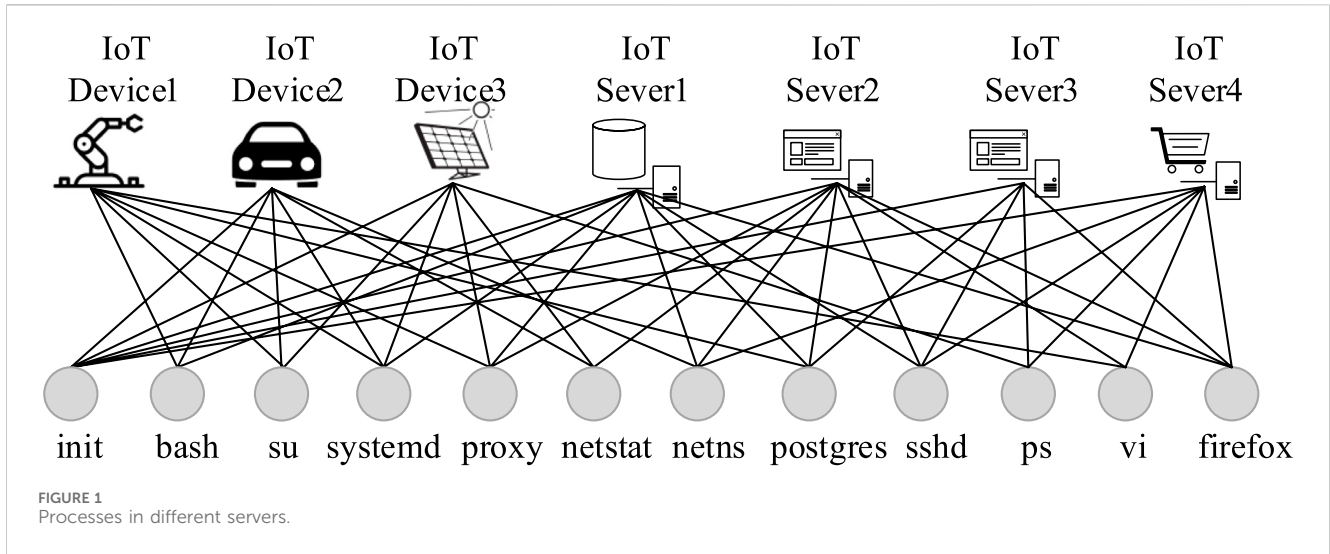 IoT Device1
IoT Device2
IoT Device3
IoT Sever1
IoT Sever2
IoT Sever3
IoT Sever4
init bash su systemd proxy netstat netns postgres sshd ps vi firefox
FIGURE 1
Processes in different servers.